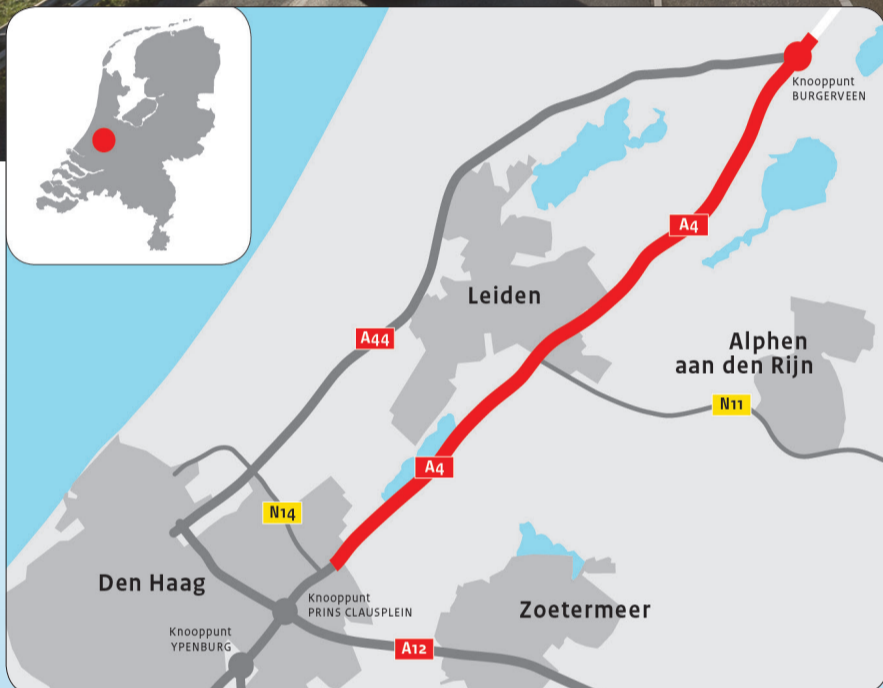 Knooppunt
BURGERVEEN
A4
Leiden
A44
Alphen
aan den Rijn
N11
A4
N14
Den Haag
Knooppunt
PRINS CLAUSPLEIN
Zoetermeer
Knooppunt
YPENBURG
A12